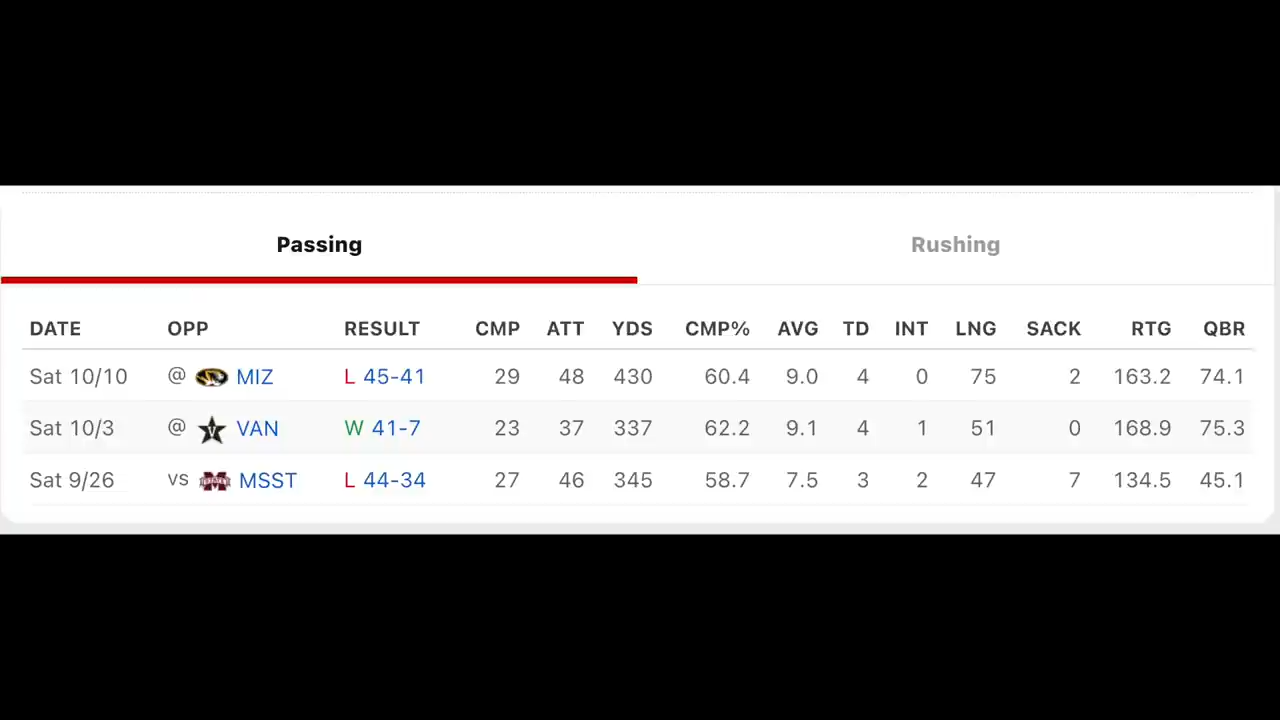 Passing Rushing
DATE OPP RESULT CMP ATT YDS CMP% AVG TD INT LNG SACK RTG QBR
Sat 10/10 @ MIZ L 45-41 29 48 430 60.4 9.0 4 0 75 2 163.2 74.1
Sat 10/3 @ VAN W 41-7 23 37 337 62.2 9.1 4 1 51 0 168.9 75.3
Sat 9/26 vs MSST L 44-34 27 46 345 58.7 7.5 3 2 47 7 134.5 45.1